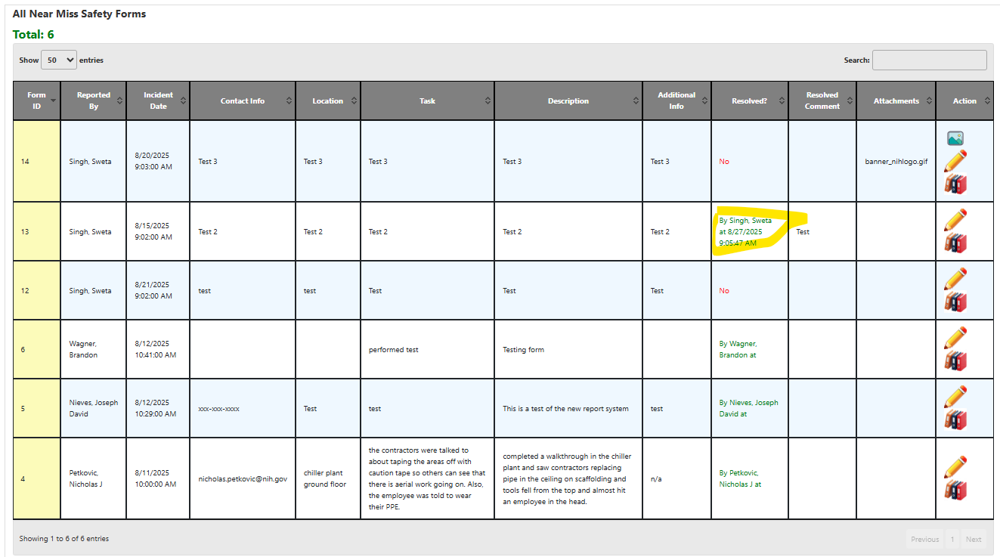 All Near Miss Safety Forms
Total: 6
Show 50 entries
Search:
Form ID
Reported By
Incident Date
Contact Info
Location
Task
Description
Additional Info
Resolved?
Resolved Comment
Attachments
Action
14
Singh, Sweta
8/20/2025
9:03:00 AM
Test 3
Test 3
Test 3
Test 3
Test 3
No
banner_nihlogo.gif
13
Singh, Sweta
8/15/2025
9:02:00 AM
Test 2
Test 2
Test 2
Test 2
Test 2
By Singh, Sweta
at 8/27/2025
9:05:47 AM
Test
12
Singh, Sweta
8/21/2025
9:02:00 AM
test
test
Test
Test
Test
No
6
Wagner,
Brandon
8/12/2025
10:41:00 AM
performed test
Testing form
By Wagner,
Brandon at
5
Nieves, Joseph
David
8/12/2025
10:29:00 AM
xxx-xxx-xxxx
Test
test
This is a test of the new report system
test
By Nieves, Joseph
David at
4
Petkovic,
Nicholas J
8/11/2025
10:00:00 AM
nicholas.petkovic@nih.gov
chiller plant
ground floor
the contractors were talked to
about taping the areas off with
caution tape so others can see that
there is aerial work going on. Also,
the employee was told to wear
their PPE.
completed a walkthrough in the chiller
plant and saw contractors replacing
pipe in the ceiling on scaffolding and
tools fell from the top and almost hit
an employee in the head.
n/a
By Petkovic,
Nicholas J at
Showing 1 to 6 of 6 entries
Previous 1 Next